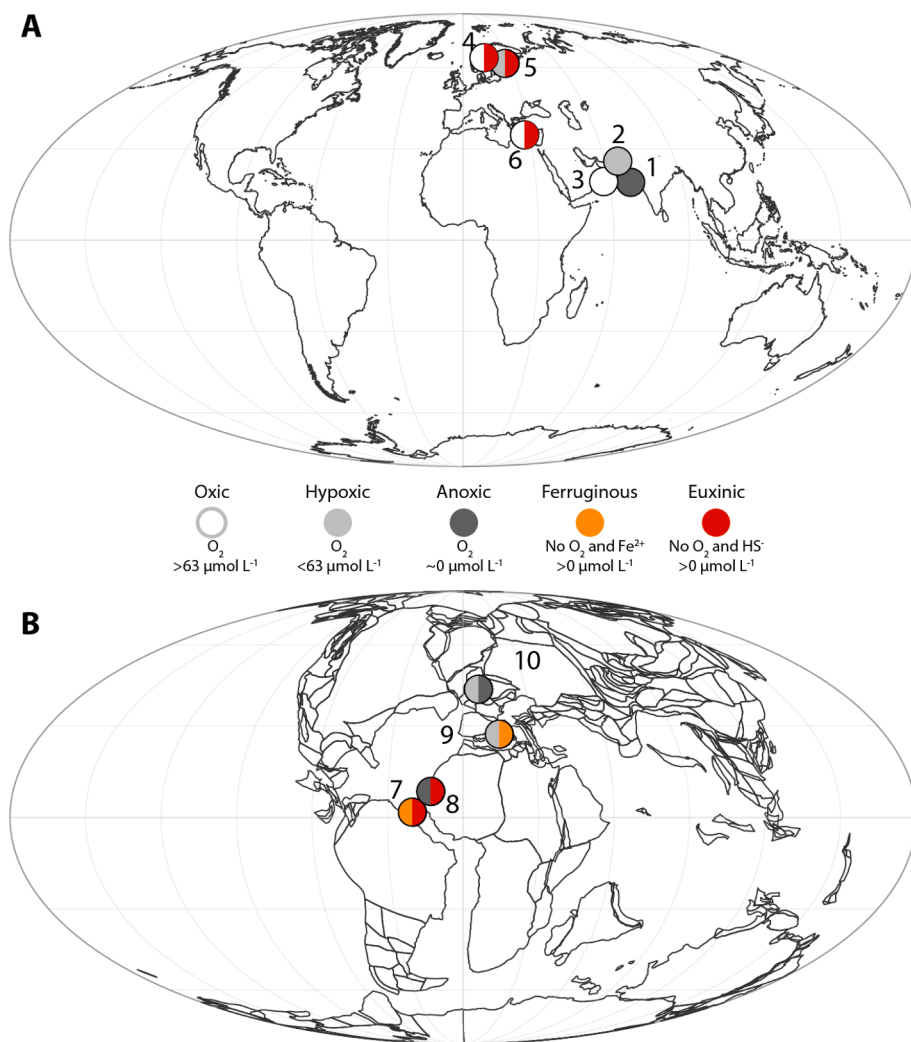 A
4
5
2
6
3
1
Oxic Hypoxic Anoxic Ferruginous Euxinic
O₂ O₂ O₂ No O₂ and Fe²⁺ No O₂ and HS⁻
>63 μmol L⁻¹ <63 μmol L⁻¹ ~0 μmol L⁻¹ >0 μmol L⁻¹ >0 μmol L⁻¹
B
10
9
7
8